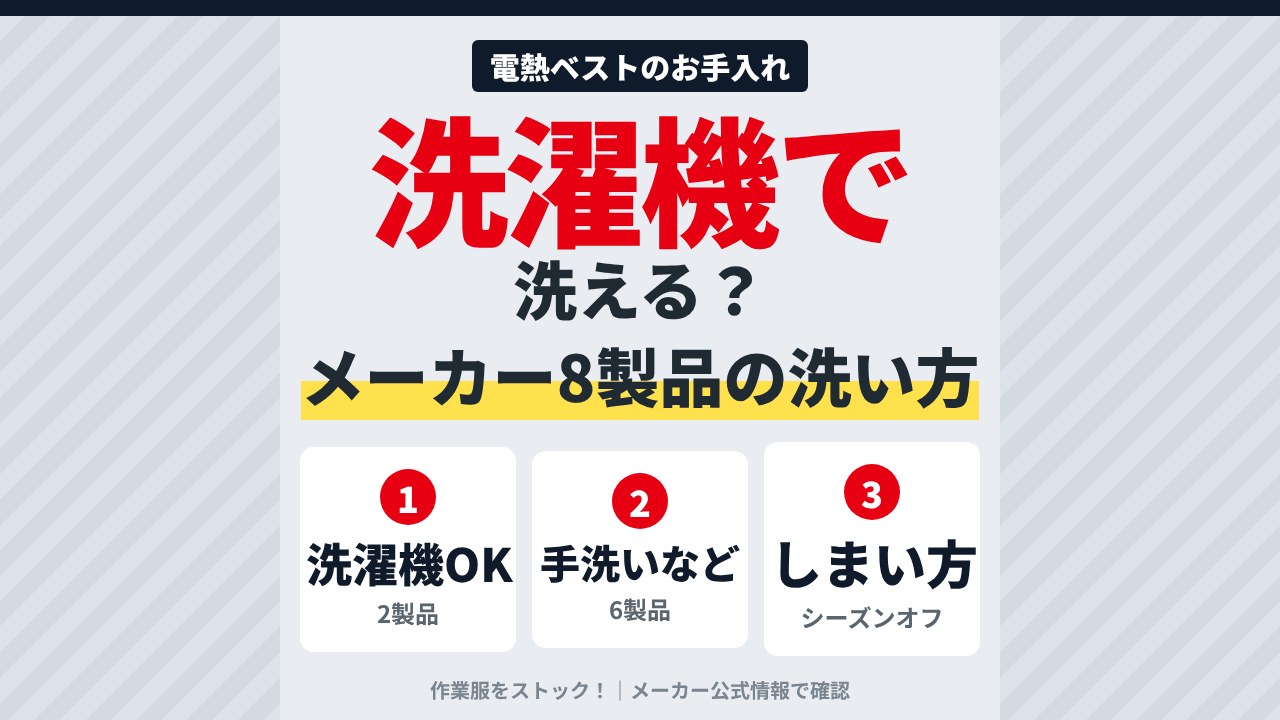 電熱ベストのお手入れ
洗濯機で
洗える？
メーカー8製品の洗い方
1
洗濯機OK
2製品
2
手洗いなど
6製品
3
しまい方
シーズンオフ
作業服をストック！｜メーカー公式情報で確認